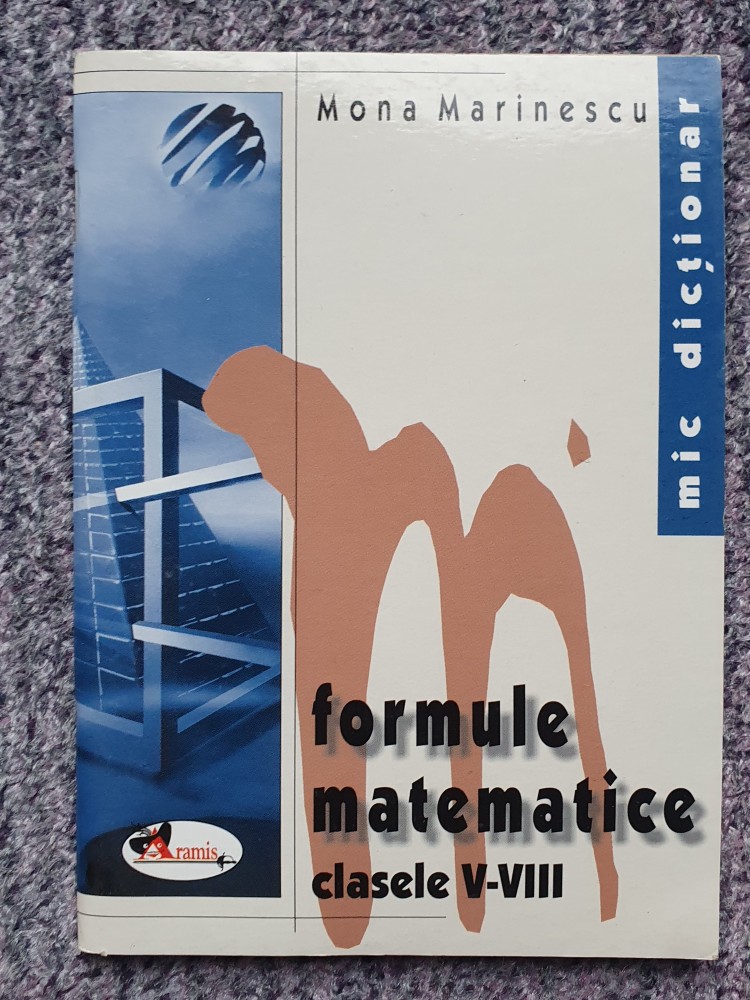 Mona Marinescu
mic dicționar
formule
matematice
clasele V-VIII
Aramis